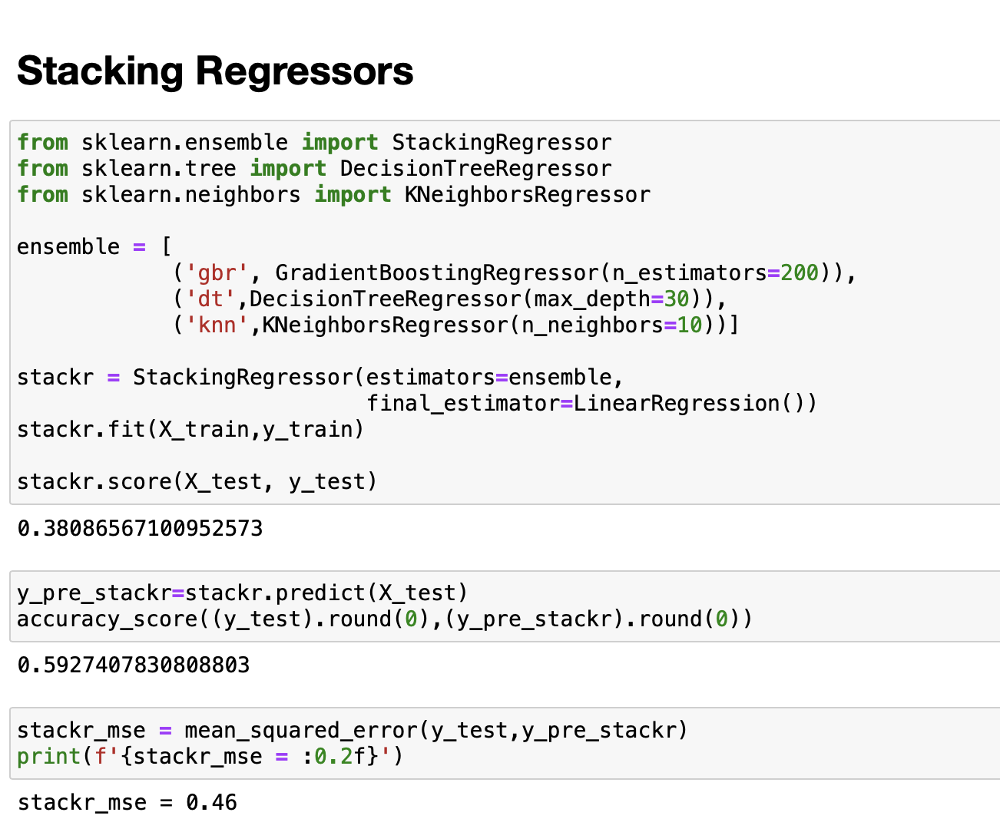 Stacking Regressors
from sklearn.ensemble import StackingRegressor
from sklearn.tree import DecisionTreeRegressor
from sklearn.neighbors import KNeighborsRegressor
ensemble = [
('gbr', GradientBoostingRegressor(n_estimators=200)),
('dt',DecisionTreeRegressor(max_depth=30)),
('knn',KNeighborsRegressor(n_neighbors=10))]
stackr = StackingRegressor(estimators=ensemble,
final_estimator=LinearRegression())
stackr.fit(X_train,y_train)
stackr.score(X_test, y_test)
0.38086567100952573
y_pre_stackr=stackr.predict(X_test)
accuracy_score((y_test).round(0),(y_pre_stackr).round(0))
0.5927407830808803
stackr_mse = mean_squared_error(y_test,y_pre_stackr)
print(f'{stackr_mse = :0.2f}')
stackr_mse = 0.46